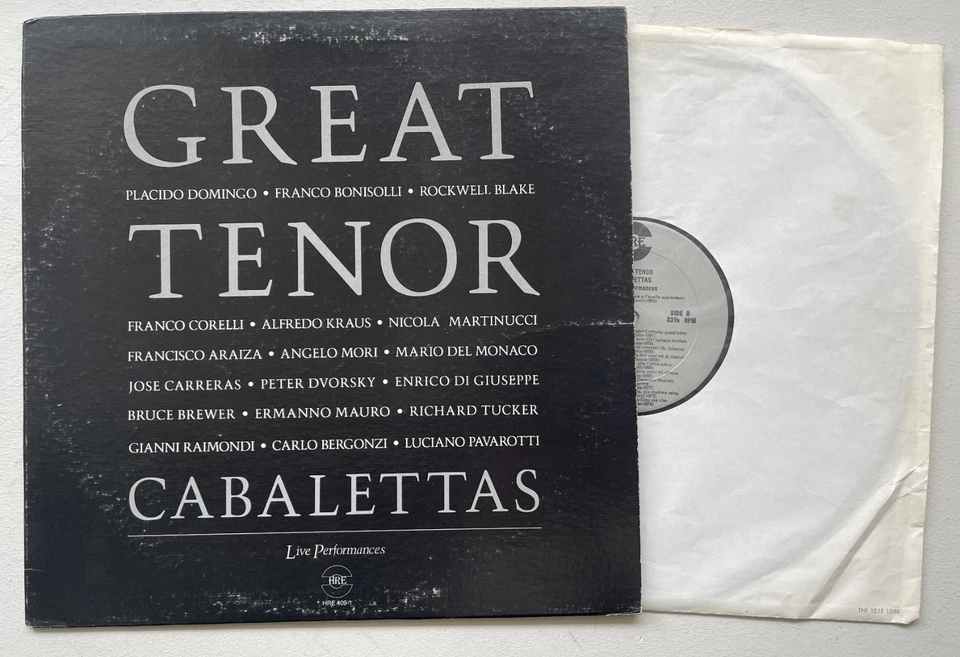 GREAT
PLACIDO DOMINGO • FRANCO BONISOLLI • ROCKWELL BLAKE
TENOR
FRANCO CORELLI • ALFREDO KRAUS • NICOLA MARTINUCCI
FRANCISCO ARAIZA • ANGELO MORI • MARIO DEL MONACO
JOSE CARRERAS • PETER DVORSKY • ENRICO DI GIUSEPPE
BRUCE BREWER • ERMANNO MAURO • RICHARD TUCKER
GIANNI RAIMONDI • CARLO BERGONZI • LUCIANO PAVAROTTI
CABALETTAS
Live Performances
HRE
HRE 409-1
RE
TENOR
ETTAS
SIDE B
33⅓ RPM